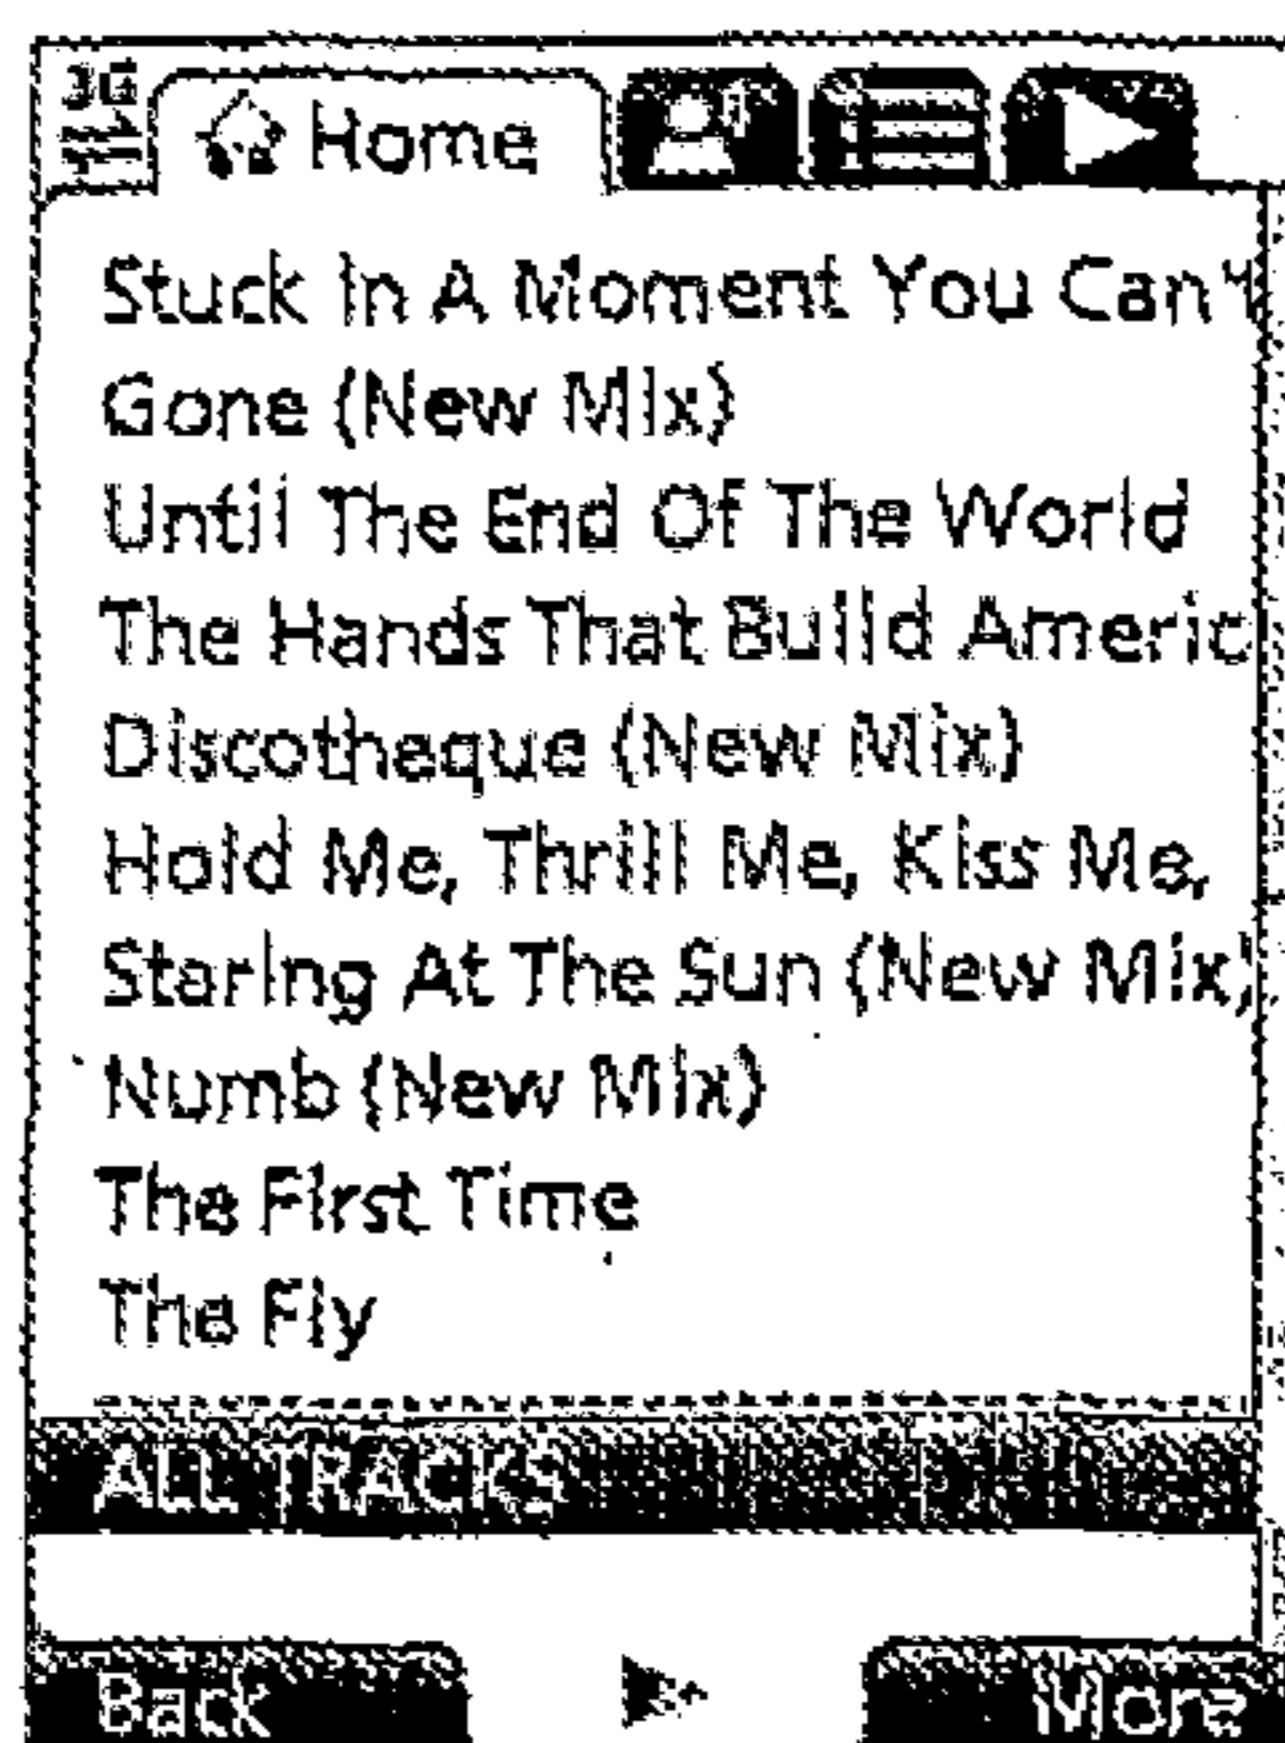 3G Home
Stuck In A Moment You Can't
Gone (New Mix)
Until The End Of The World
The Hands That Build Americ
Discotheque (New Mix)
Hold Me, Thrill Me, Kiss Me,
Staring At The Sun (New Mix)
Numb (New Mix)
The First Time
The Fly
ALL TRACKS
Back More